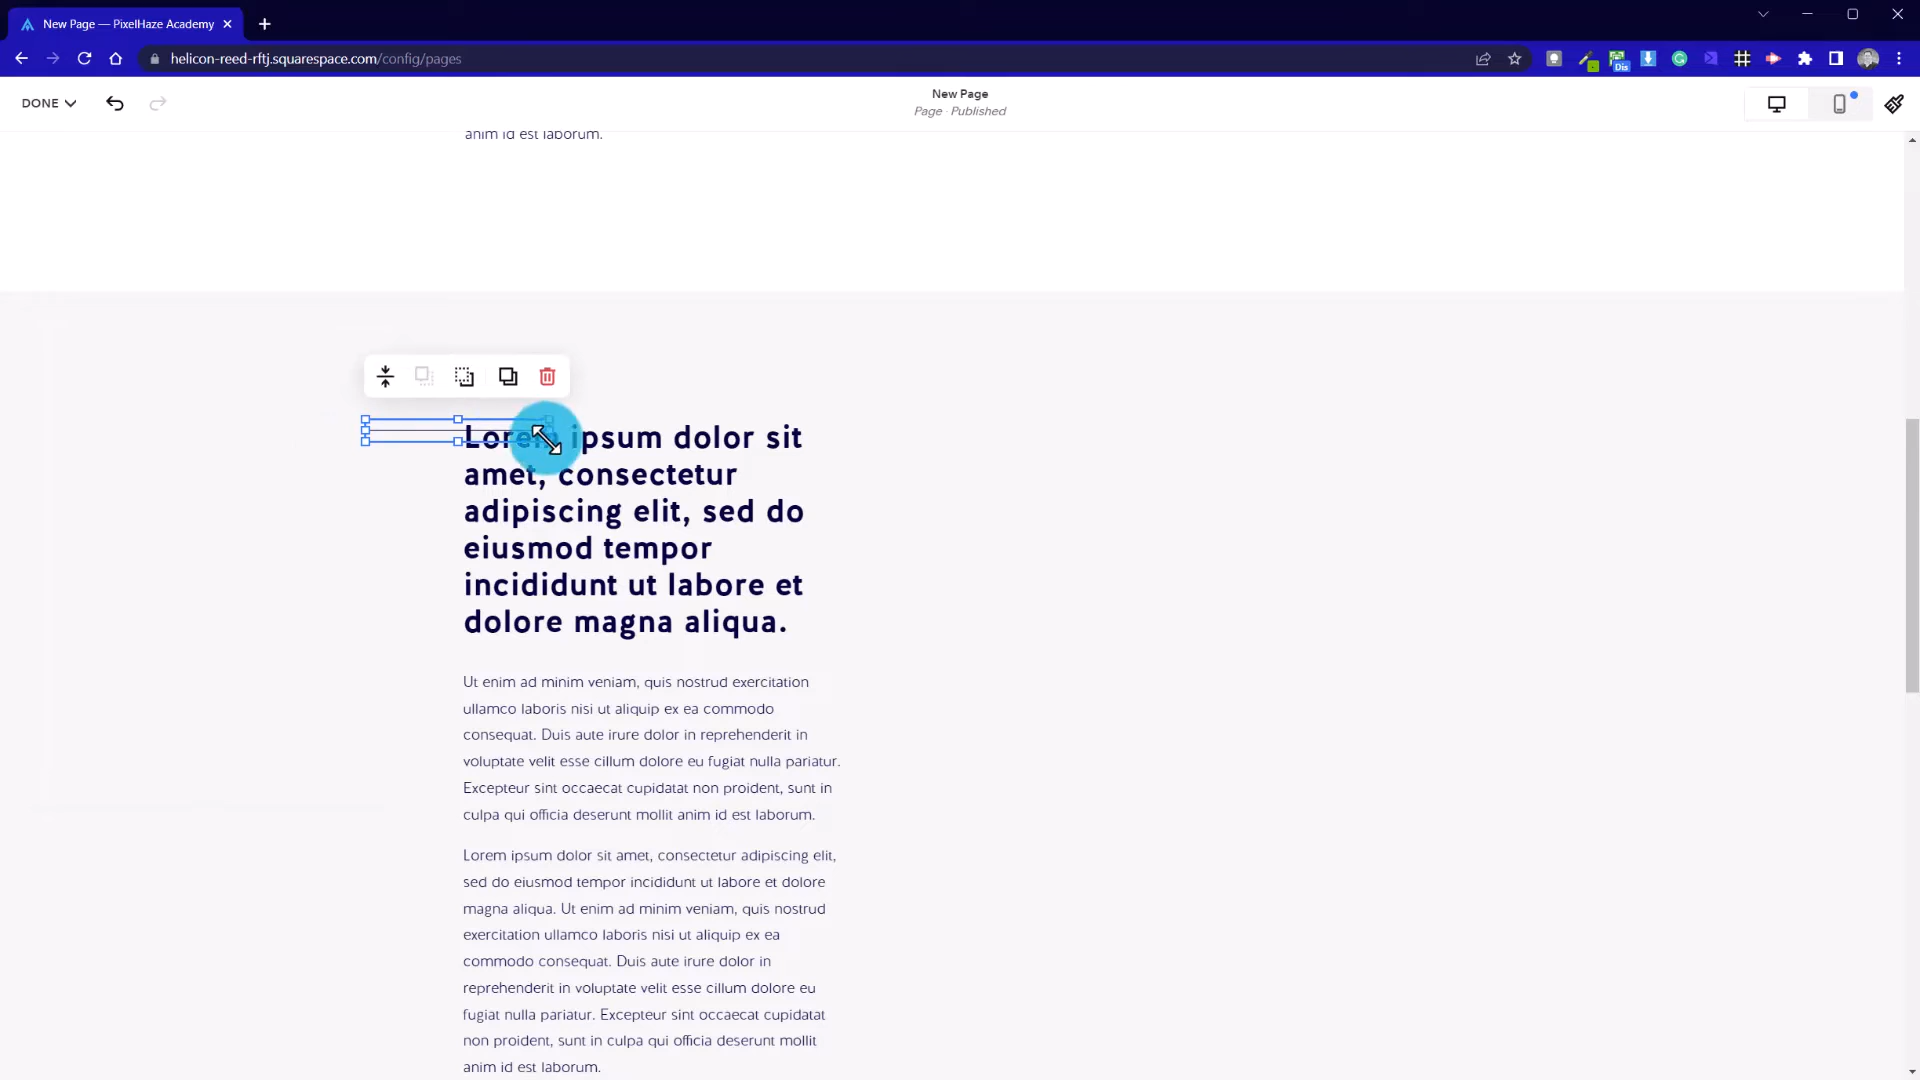 New Page — PixelHaze Academy
helicon-reed-rftj.squarespace.com/config/pages
Dis
DONE
New Page
Page · Published
anim id est laborum.
Lorem ipsum dolor sit
amet, consectetur
adipiscing elit, sed do
eiusmod tempor
incididunt ut labore et
dolore magna aliqua.
Ut enim ad minim veniam, quis nostrud exercitation
ullamco laboris nisi ut aliquip ex ea commodo
consequat. Duis aute irure dolor in reprehenderit in
voluptate velit esse cillum dolore eu fugiat nulla pariatur.
Excepteur sint occaecat cupidatat non proident, sunt in
culpa qui officia deserunt mollit anim id est laborum.
Lorem ipsum dolor sit amet, consectetur adipiscing elit,
sed do eiusmod tempor incididunt ut labore et dolore
magna aliqua. Ut enim ad minim veniam, quis nostrud
exercitation ullamco laboris nisi ut aliquip ex ea
commodo consequat. Duis aute irure dolor in
reprehenderit in voluptate velit esse cillum dolore eu
fugiat nulla pariatur. Excepteur sint occaecat cupidatat
non proident, sunt in culpa qui officia deserunt mollit
anim id est laborum.